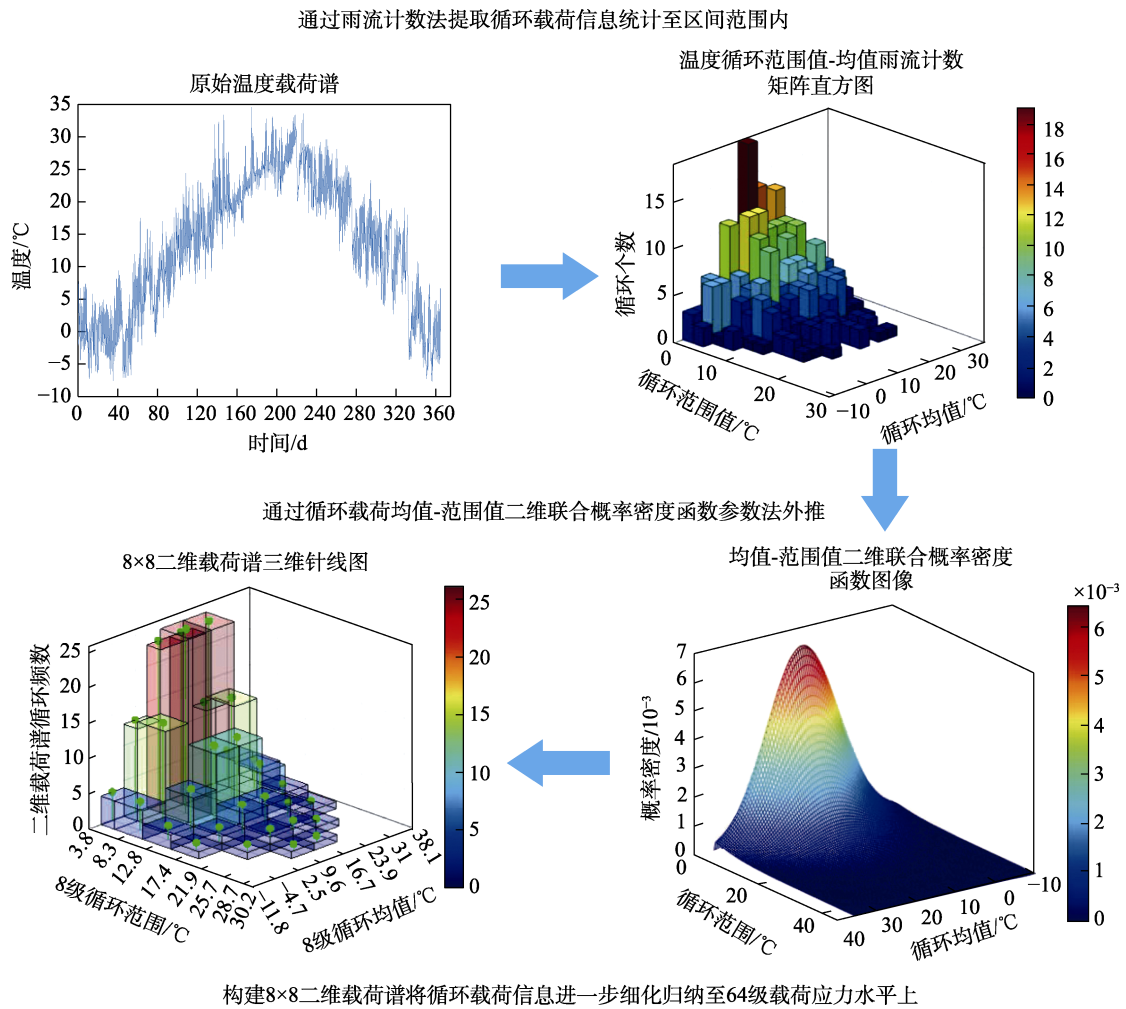 通过雨流计数法提取循环载荷信息统计至区间范围内
原始温度载荷谱
35
30
25
20
15
10
5
0
−5
−10
0 40 80 120 160 200 240 280 320 360
时间/d
温度/℃
温度循环范围值-均值雨流计数
矩阵直方图
15
10
5
0
循环个数
0 10 20 30
循环范围值/℃
−10 0 10 20 30
循环均值/℃
18
16
14
12
10
8
6
4
2
0
通过循环载荷均值-范围值二维联合概率密度函数参数法外推
8×8二维载荷谱三维针线图
25
20
15
10
5
0
二维载荷谱循环频数
3.8 8.3 12.8 17.4 21.9 25.7 28.7 30.2
8级循环范围/℃
−11.8 −4.7 2.5 9.6 16.7 23.9 31 38.1
8级循环均值/℃
25
20
15
10
5
0
均值-范围值二维联合概率密度
函数图像
7
6
5
4
3
2
1
0
概率密度/10⁻³
0 20 40
循环范围/℃
40 30 20 10 0 −10
循环均值/℃
×10⁻³
6
5
4
3
2
1
0
构建8×8二维载荷谱将循环载荷信息进一步细化归纳至64级载荷应力水平上